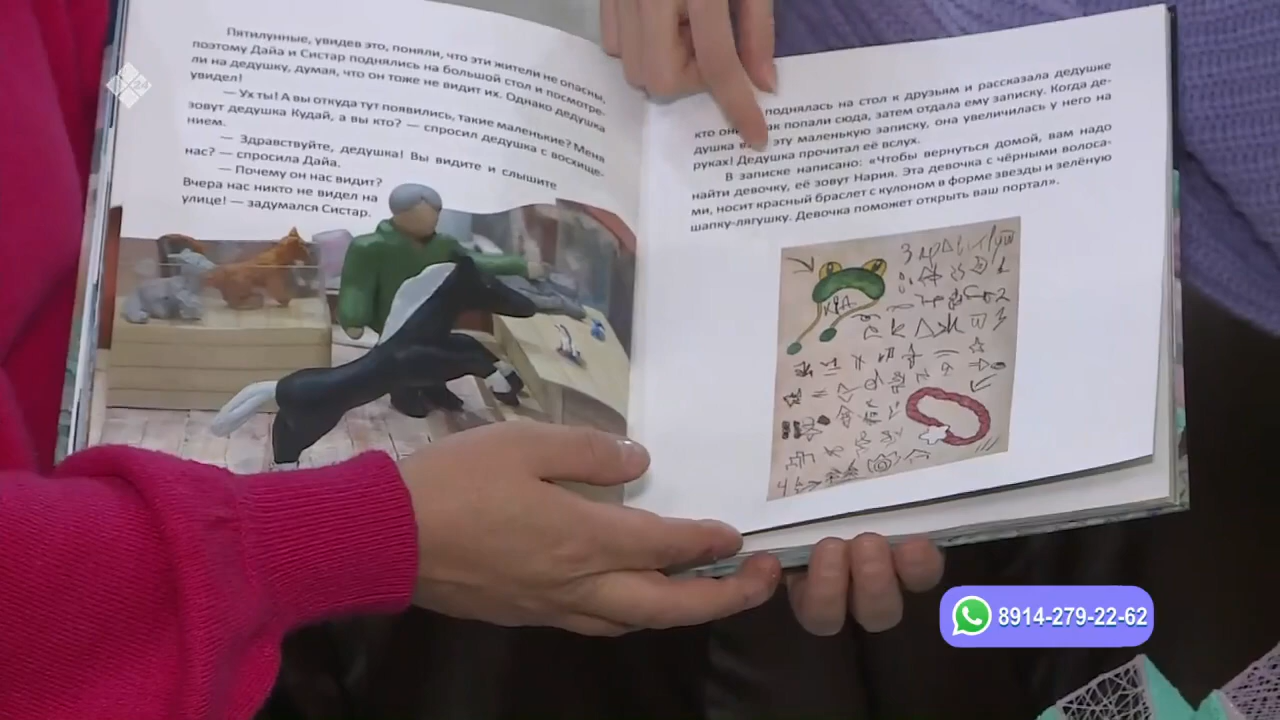 Пятилунные, увидев это, поняли, что эти жители не опасны,
поэтому Дайа и Систар поднялись на большой стол и посмотре-
ли на дедушку, думая, что он тоже не видит их. Однако дедушка
увидел!
— Ух ты! А вы откуда тут появились, такие маленькие? Меня
зовут дедушка Кудай, а вы кто? — спросил дедушка с восхище-
нием.
— Здравствуйте, дедушка! Вы видите и слышите
нас? — спросила Дайа.
— Почему он нас видит?
Вчера нас никто не видел на
улице! — задумался Систар.
поднялась на стол к друзьям и рассказала дедушке
кто они как попали сюда, затем отдала ему записку. Когда де-
душка эту маленькую записку, она увеличилась у него на
руках! Дедушка прочитал её вслух.
В записке написано: «Чтобы вернуться домой, вам надо
найти девочку, её зовут Нария. Эта девочка с чёрными волоса-
ми, носит красный браслет с кулоном в форме звезды и зелёную
шапку-лягушку. Девочка поможет открыть ваш портал».
КВА
8914-279-22-62